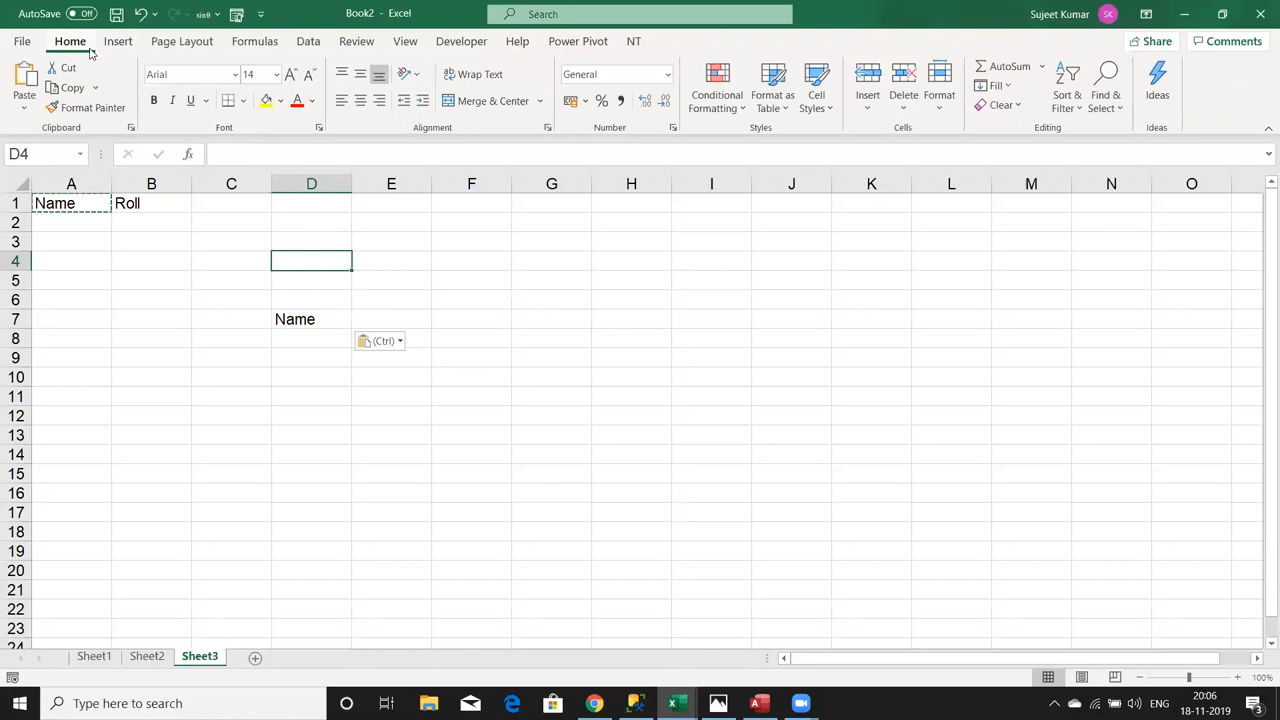 AutoSave Off sinθ Book2 - Excel Search Sujeet Kumar SK
File Home Insert Page Layout Formulas Data Review View Developer Help Power Pivot NT Share Comments
Paste Cut Copy Format Painter Clipboard
Arial 14 A A B I U A Font
Wrap Text Merge & Center Alignment
General % , Number
Conditional Formatting Format as Table Cell Styles Styles
Insert Delete Format Cells
AutoSum Fill Clear Sort & Filter Find & Select Editing
Ideas Ideas
D4 fx
A B C D E F G H I J K L M N O
1 Name Roll
2
3
4
5
6
7 Name
8 (Ctrl)
9
10
11
12
13
14
15
16
17
18
19
20
21
22
23
24
Sheet1 Sheet2 Sheet3
100%
Type here to search ENG 20:06 18-11-2019 3